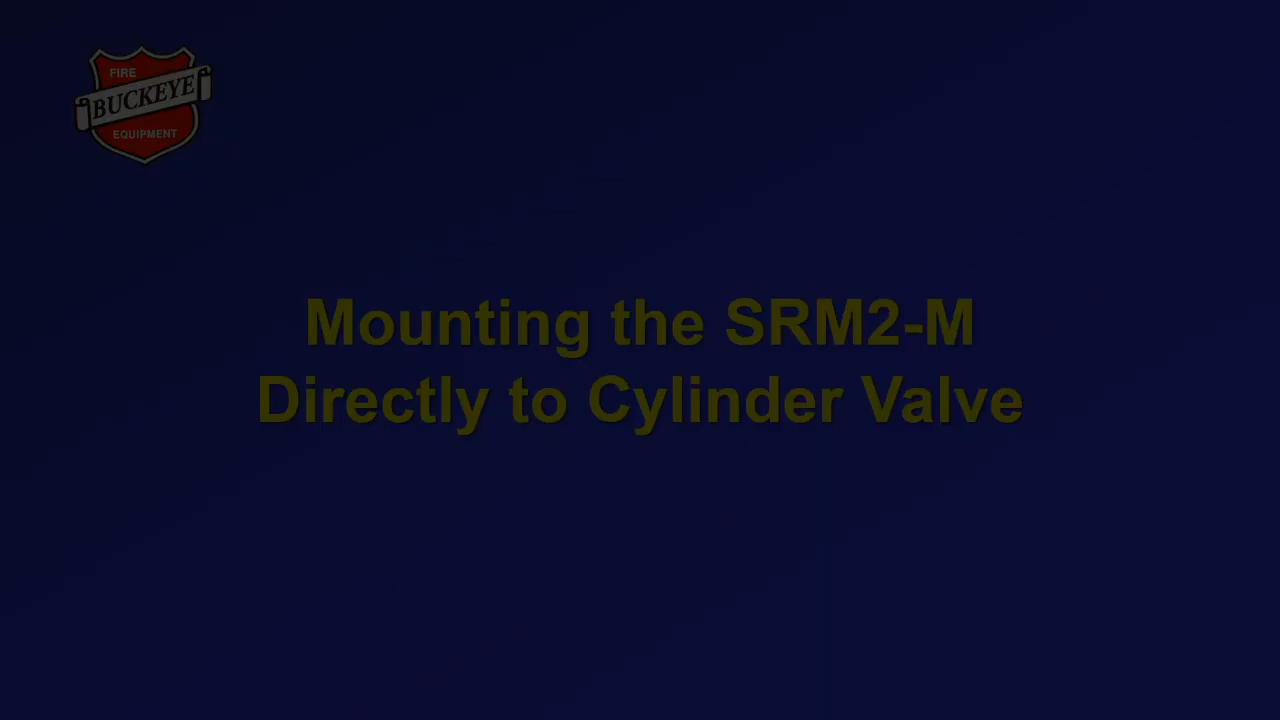 FIRE
BUCKEYE
EQUIPMENT
Mounting the SRM2-M
Directly to Cylinder Valve